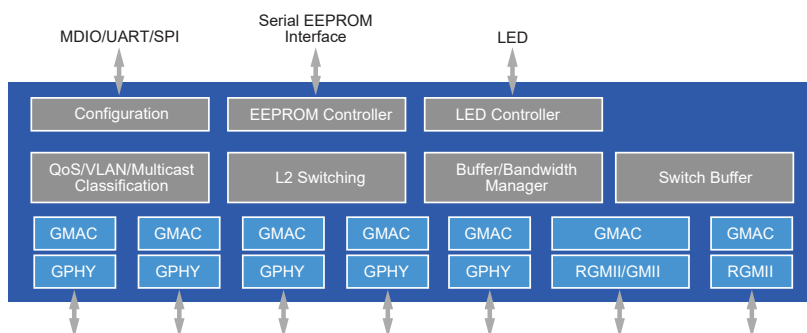 Serial EEPROM
MDIO/UART/SPI
Interface
LED
Configuration
EEPROM Controller
LED Controller
QoS/VLAN/Multicast
Classification
L2 Switching
Buffer/Bandwidth
Manager
Switch Buffer
GMAC
GMAC
GMAC
GMAC
GMAC
GMAC
GMAC
GPHY
GPHY
GPHY
GPHY
GPHY
RGMII/GMII
RGMII